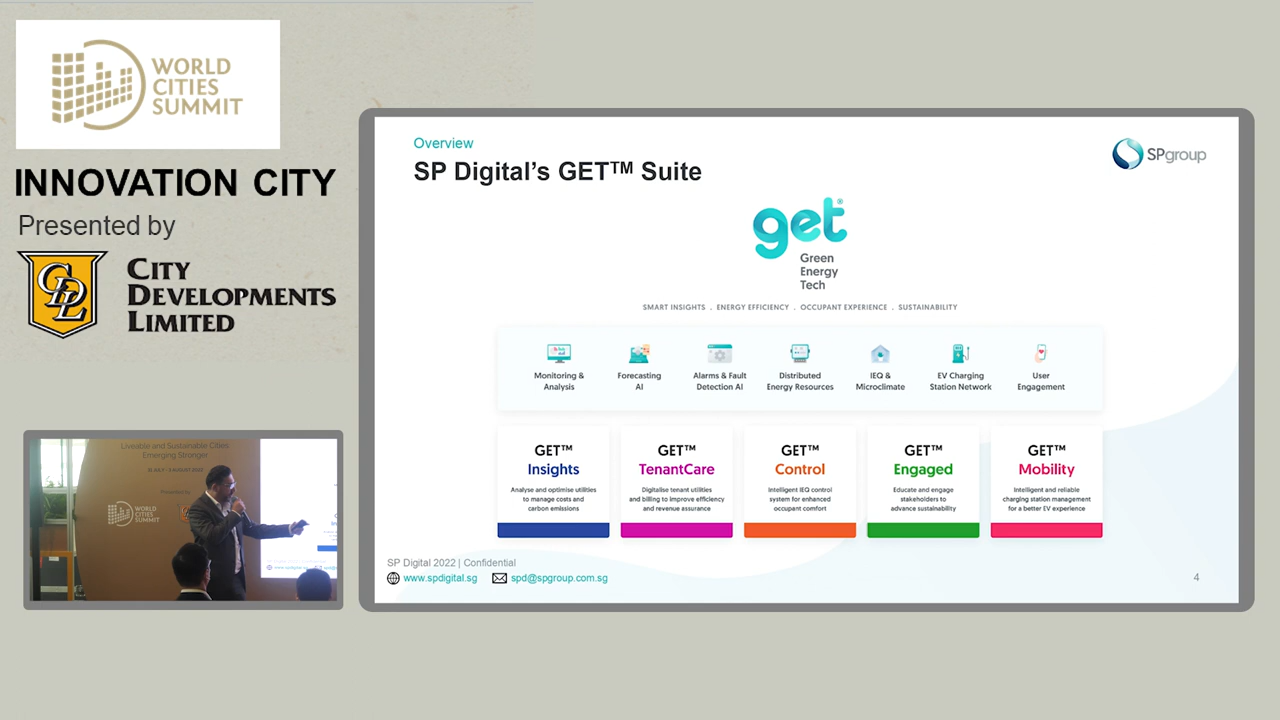 WORLD
CITIES
SUMMIT
INNOVATION CITY
Presented by
CDL
CITY
DEVELOPMENTS
LIMITED
Liveable and Sustainable Cities:
Emerging Stronger
Presented by
WORLD
CITIES
SUMMIT
Overview
SP Digital's GET™ Suite
SPgroup
get®
Green
Energy
Tech
SMART INSIGHTS . ENERGY EFFICIENCY . OCCUPANT EXPERIENCE . SUSTAINABILITY
Monitoring &
Analysis
Forecasting
AI
Alarms & Fault
Detection AI
Distributed
Energy Resources
IEQ &
Microclimate
EV Charging
Station Network
User
Engagement
GET™
Insights
Analyse and optimise utilities
to manage costs and
carbon emissions
GET™
TenantCare
Digitalise tenant utilities
and billing to improve efficiency
and revenue assurance
GET™
Control
Intelligent IEQ control
system for enhanced
occupant comfort
GET™
Engaged
Educate and engage
stakeholders to
advance sustainability
GET™
Mobility
Intelligent and reliable
charging station management
for a better EV experience
SP Digital 2022 | Confidential
www.spdigital.sg spd@spgroup.com.sg
4